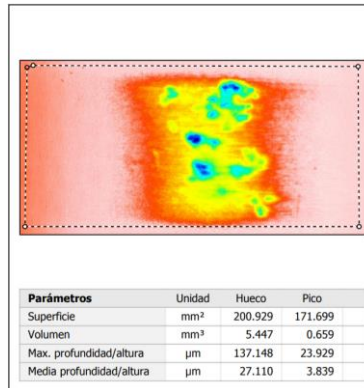 Parámetros Unidad Hueco Pico
Superficie mm² 200.929 171.699
Volumen mm³ 5.447 0.659
Max. profundidad/altura µm 137.148 23.929
Media profundidad/altura µm 27.110 3.839